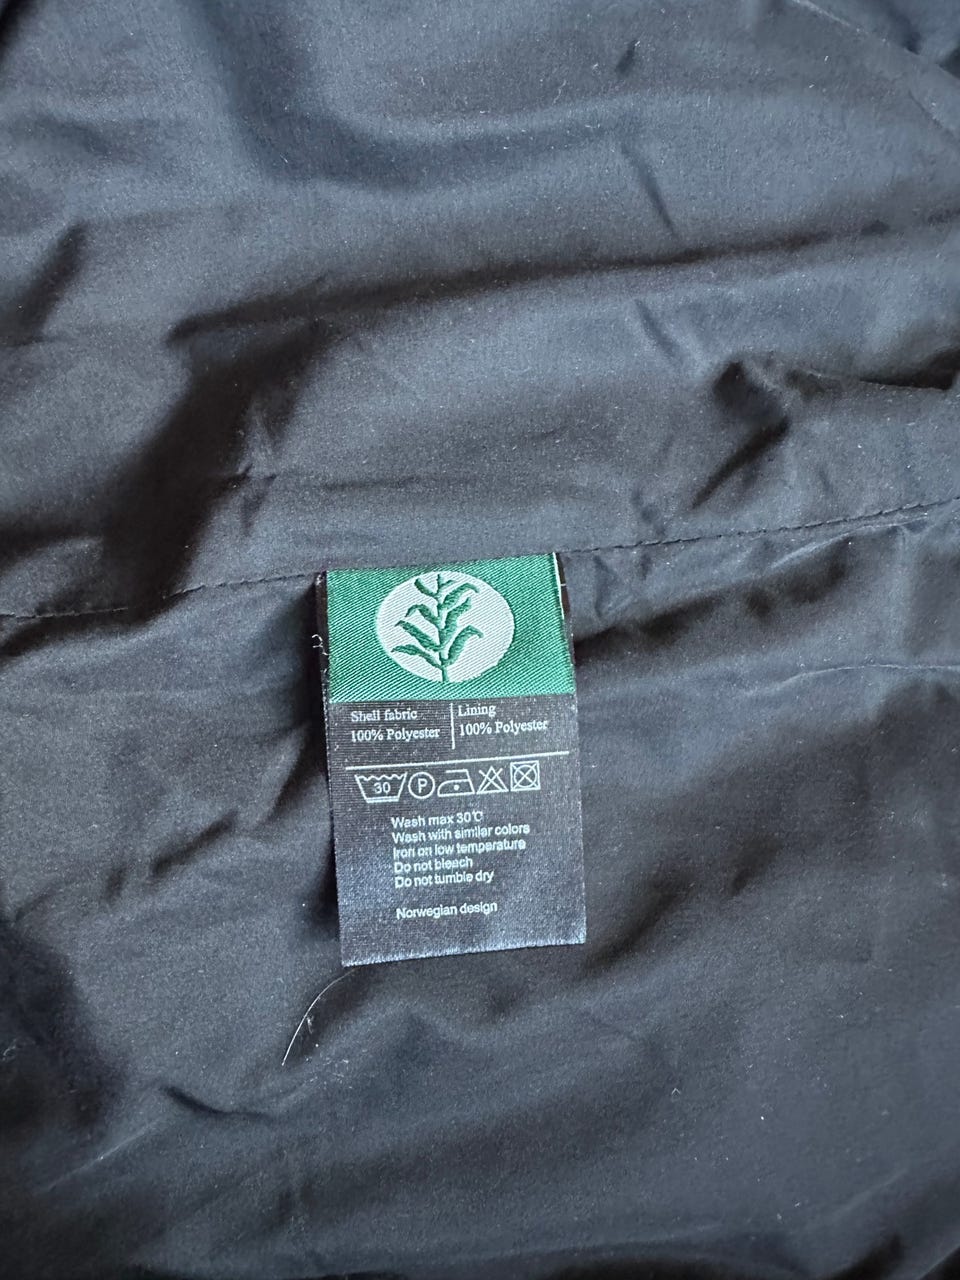 Shell fabric
100% Polyester
Lining
100% Polyester
30 P
Wash max 30℃
Wash with similar colors
Iron on low temperature
Do not bleach
Do not tumble dry
Norwegian design